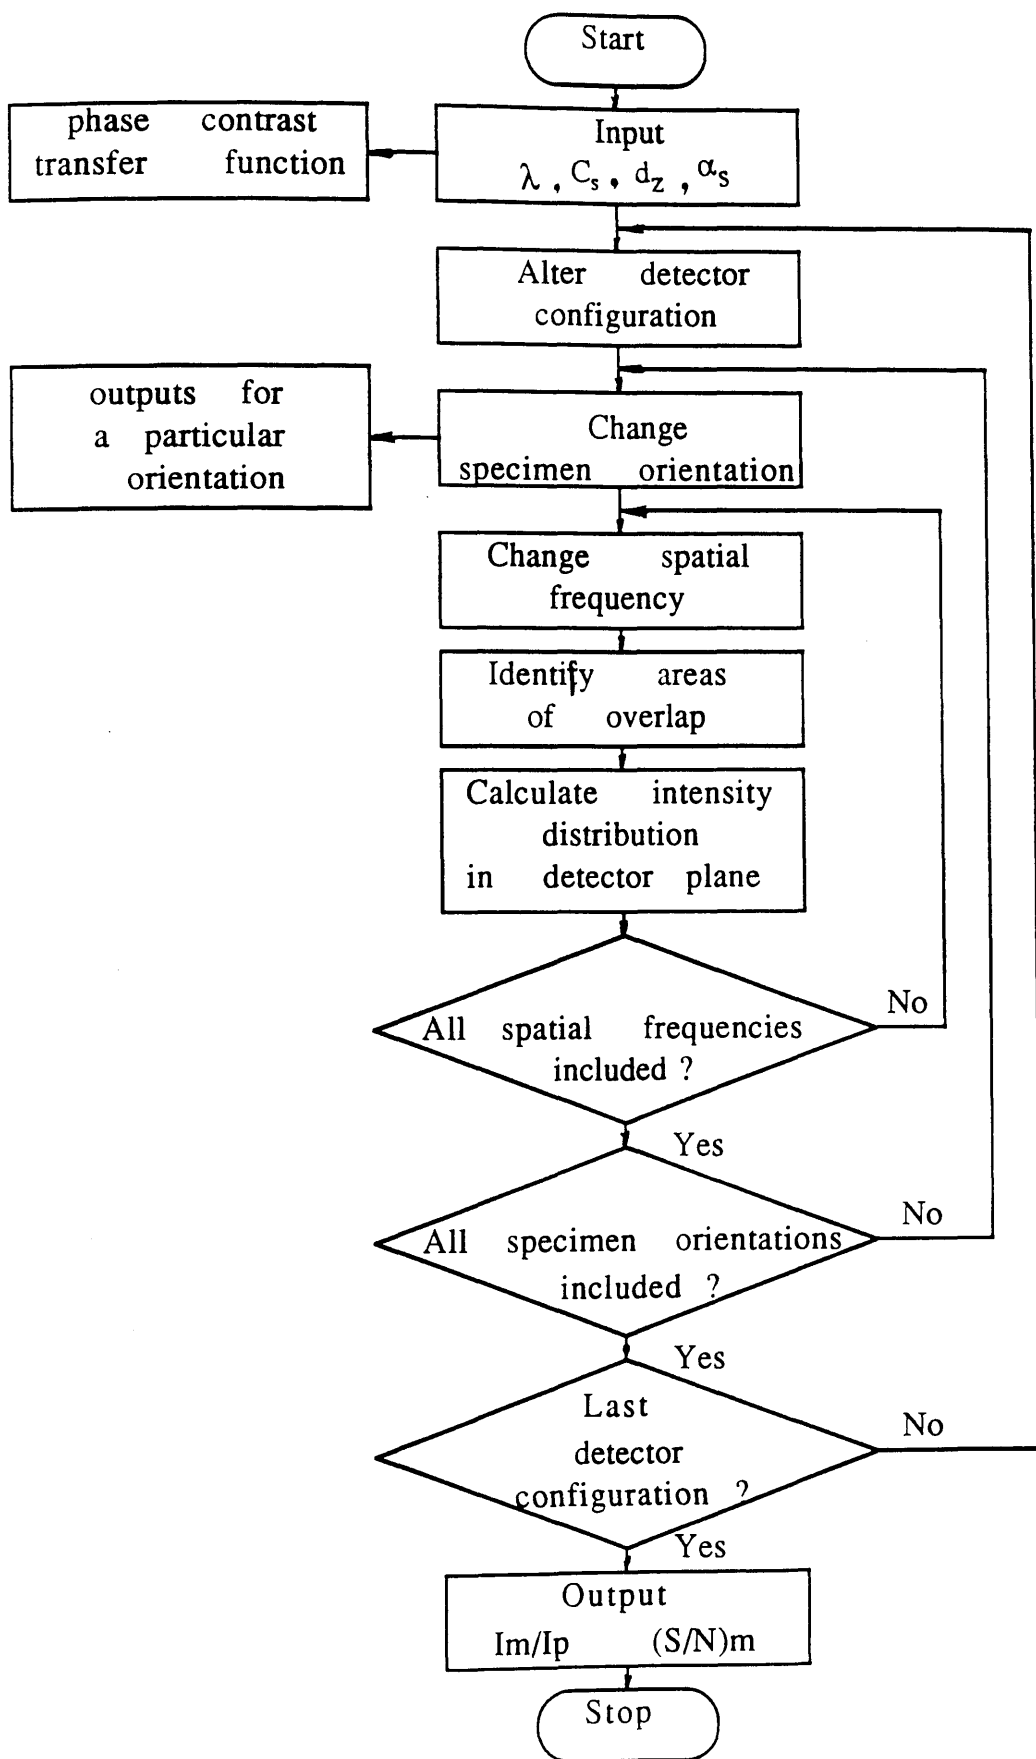 Start
phase contrast
transfer function
Input
λ , Cs , dz , αs
Alter detector
configuration
outputs for
a particular
orientation
Change
specimen orientation
Change spatial
frequency
Identify areas
of overlap
Calculate intensity
distribution
in detector plane
No
All spatial frequencies
included ?
Yes
No
All specimen orientations
included ?
Yes
Last
No
detector
configuration ?
Yes
Output
Im/Ip (S/N)m
Stop